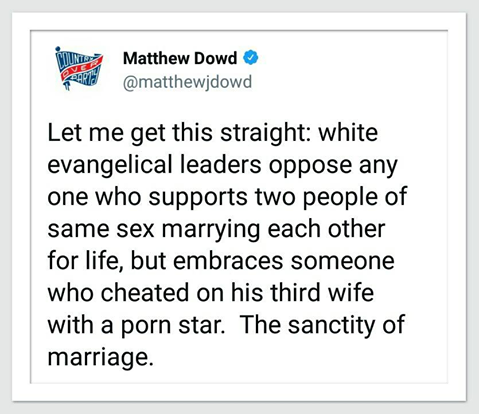 COUNTRY
OVER
PARTY
Matthew Dowd
@matthewjdowd
Let me get this straight: white
evangelical leaders oppose any
one who supports two people of
same sex marrying each other
for life, but embraces someone
who cheated on his third wife
with a porn star.  The sanctity of
marriage.